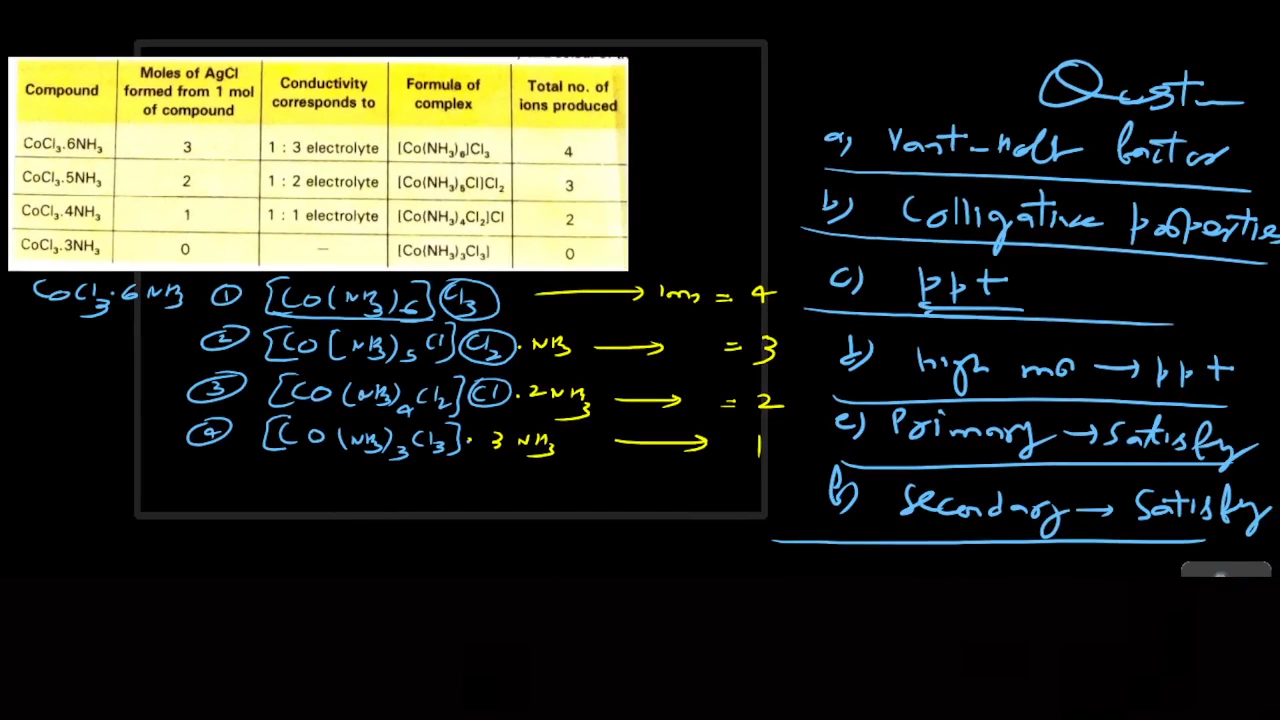 Compound | Moles of AgCl formed from 1 mol of compound | Conductivity corresponds to | Formula of complex | Total no. of ions produced
CoCl₃.6NH₃ | 3 | 1 : 3 electrolyte | [Co(NH₃)₆]Cl₃ | 4
CoCl₃.5NH₃ | 2 | 1 : 2 electrolyte | [Co(NH₃)₅Cl]Cl₂ | 3
CoCl₃.4NH₃ | 1 | 1 : 1 electrolyte | [Co(NH₃)₄Cl₂]Cl | 2
CoCl₃.3NH₃ | 0 | — | [Co(NH₃)₃Cl₃] | 0
CoCl₃.6NH₃ ① [Co(NH₃)₆]Cl₃ → Ions = 4
② [Co[NH₃)₅Cl]Cl₂.NH₃ → = 3
③ [Co(NH₃)₄Cl₂]Cl.2NH₃ → = 2
④ [Co(NH₃)₃Cl₃].3NH₃ → 1
a) Vant-Hoff factor
b) Colligative properties
c) ppt
d) high → ppt
e) Primary → satisfy
f) secondary → satisfy